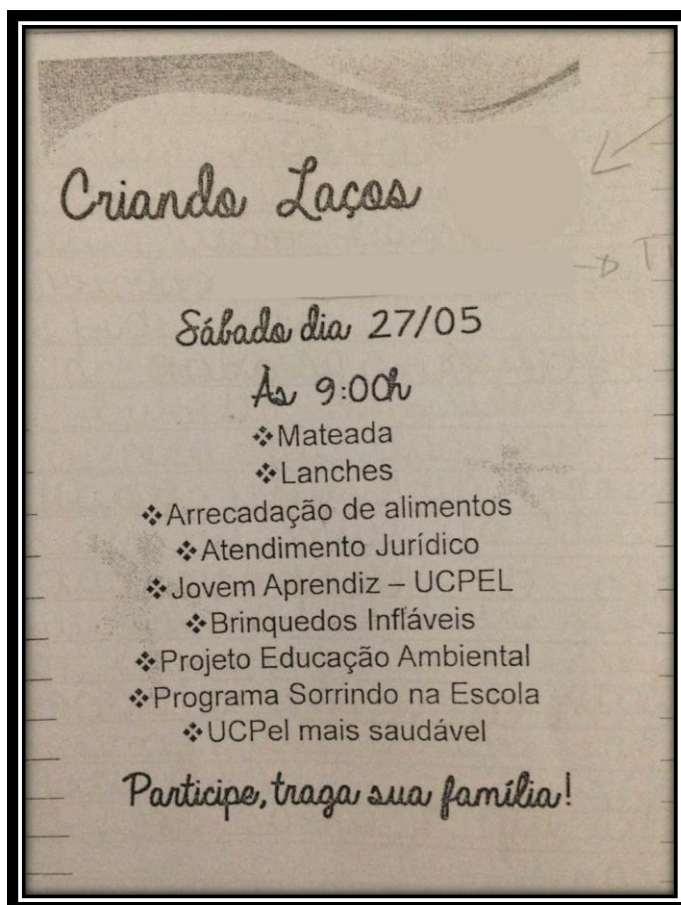 Criando Laços
Sábado dia 27/05
Às 9:00h
❖Mateada
❖Lanches
❖Arrecadação de alimentos
❖Atendimento Jurídico
❖Jovem Aprendiz – UCPEL
❖Brinquedos Infláveis
❖Projeto Educação Ambiental
❖Programa Sorrindo na Escola
❖UCPel mais saudável
Participe, traga sua família!